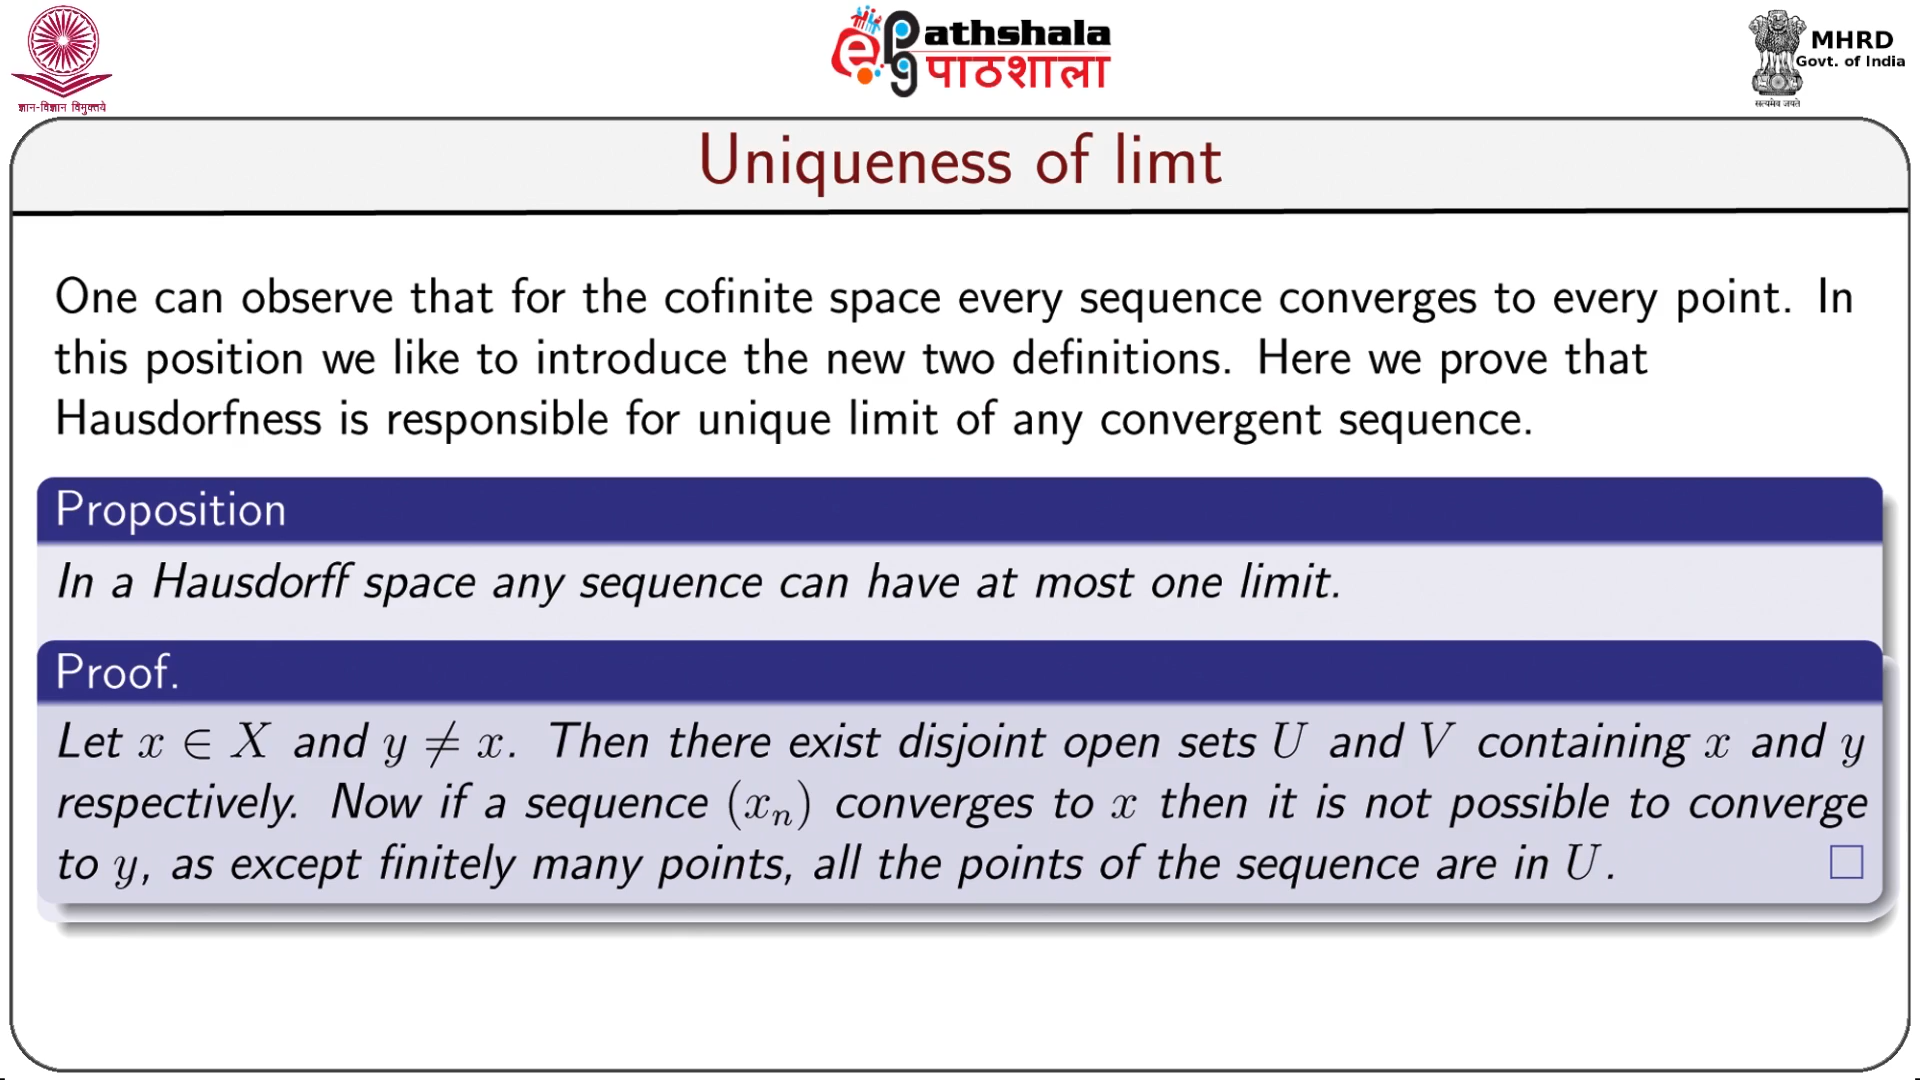 ज्ञान-विज्ञान विमुक्तये
ePg athshala
पाठशाला
MHRD
Govt. of India
सत्यमेव जयते
Uniqueness of limt
One can observe that for the cofinite space every sequence converges to every point. In
this position we like to introduce the new two definitions. Here we prove that
Hausdorfness is responsible for unique limit of any convergent sequence.
Proposition
In a Hausdorff space any sequence can have at most one limit.
Proof.
Let x ∈ X and y ≠ x. Then there exist disjoint open sets U and V containing x and y
respectively. Now if a sequence (xₙ) converges to x then it is not possible to converge
to y, as except finitely many points, all the points of the sequence are in U. □